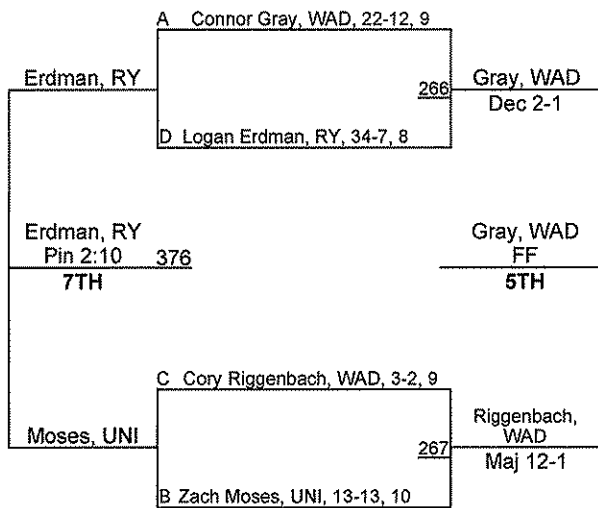 A Connor Gray, WAD, 22-12, 9
Erdman, RY
266
Gray, WAD
Dec 2-1
D Logan Erdman, RY, 34-7, 8
Erdman, RY
Pin 2:10
376
7TH
Gray, WAD
FF
5TH
C Cory Riggenbach, WAD, 3-2, 9
Moses, UNI
267
Riggenbach,
WAD
Maj 12-1
B Zach Moses, UNI, 13-13, 10